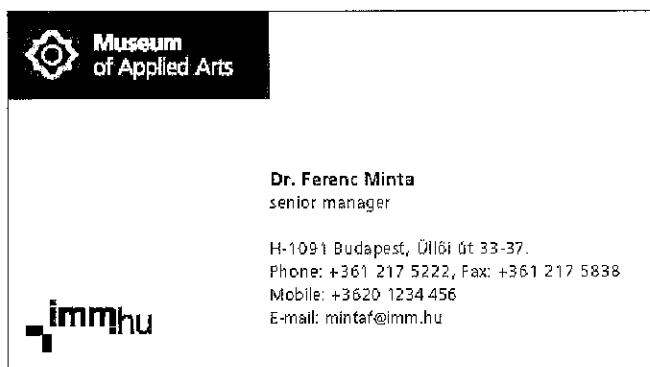 Museum
of Applied Arts
Dr. Ferenc Minta
senior manager
H-1091 Budapest, Üllői út 33-37.
Phone: +361 217 5222, Fax: +361 217 5838
Mobile: +3620 1234 456
E-mail: mintaf@imm.hu
imm.hu